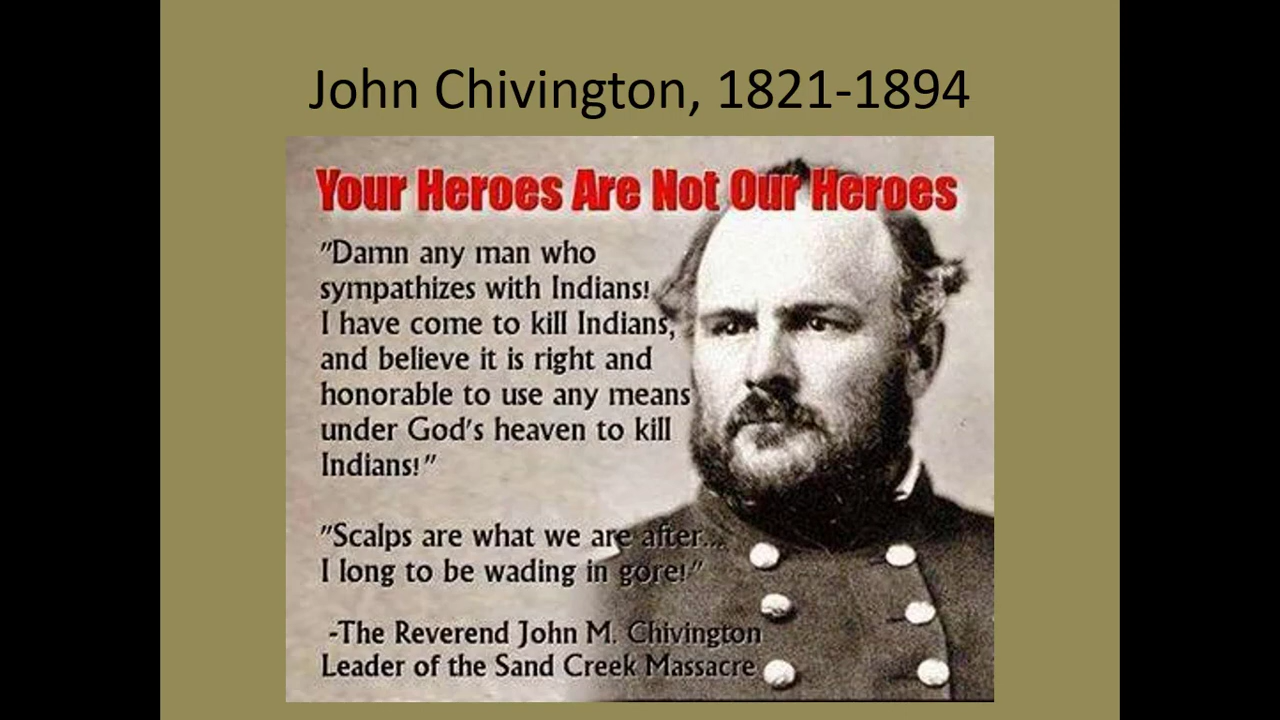 John Chivington, 1821-1894
Your Heroes Are Not Our Heroes
"Damn any man who
sympathizes with Indians!
I have come to kill Indians,
and believe it is right and
honorable to use any means
under God's heaven to kill
Indians!"
"Scalps are what we are after...
I long to be wading in gore!"
-The Reverend John M. Chivington
Leader of the Sand Creek Massacre